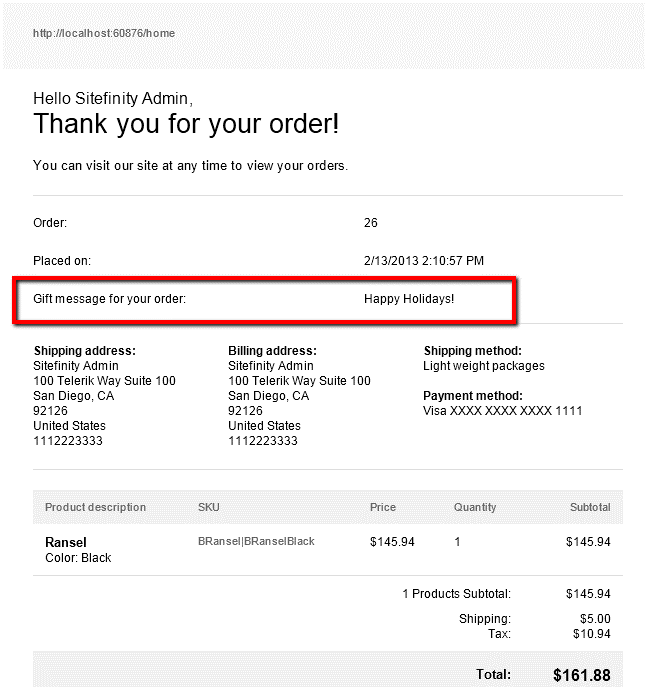 http://localhost:60876/home
Hello Sitefinity Admin,
Thank you for your order!
You can visit our site at any time to view your orders.
Order: 26
Placed on: 2/13/2013 2:10:57 PM
Gift message for your order: Happy Holidays!
Shipping address: Billing address: Shipping method:
Sitefinity Admin Sitefinity Admin Light weight packages
100 Telerik Way Suite 100 100 Telerik Way Suite 100
San Diego, CA San Diego, CA Payment method:
92126 92126 Visa XXXX XXXX XXXX 1111
United States United States
1112223333 1112223333
Product description SKU Price Quantity Subtotal
Ransel BRansel|BRanselBlack $145.94 1 $145.94
Color: Black
1 Products Subtotal: $145.94
Shipping: $5.00
Tax: $10.94
Total: $161.88